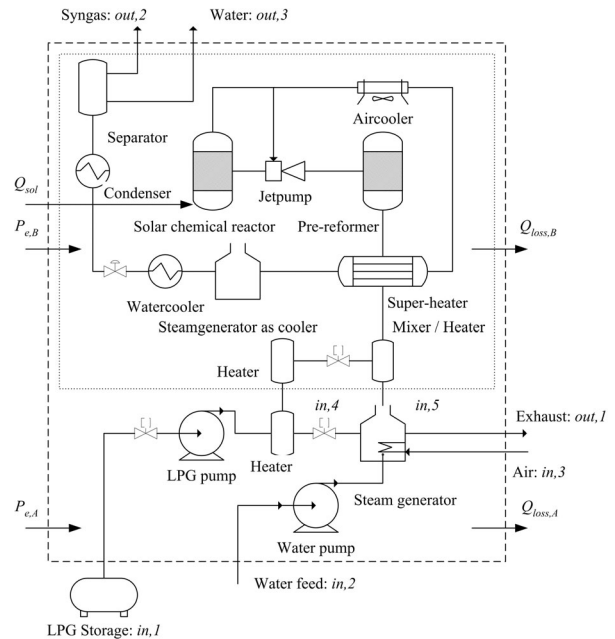 Syngas: out,2
Water: out,3
Aircooler
Separator
Condenser
Jetpump
Q_sol
Solar chemical reactor
Pre-reformer
P_e,B
Q_loss,B
Watercooler
Super-heater
Steamgenerator as cooler
Mixer / Heater
Heater
in,4
in,5
Exhaust: out,1
LPG pump
Heater
Air: in,3
Steam generator
P_e,A
Q_loss,A
Water pump
Water feed: in,2
LPG Storage: in,1